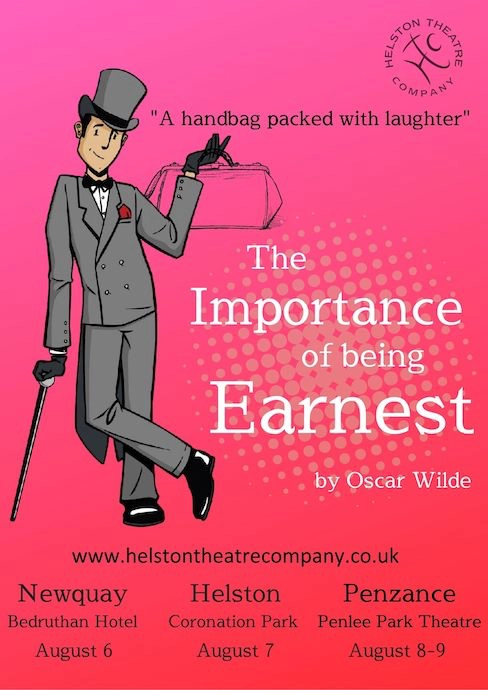 HELSTON THEATRE
COMPANY
"A handbag packed with laughter"
The
Importance
of being
Earnest
by Oscar Wilde
www.helstontheatrecompany.co.uk
Newquay Helston Penzance
Bedruthan Hotel Coronation Park Penlee Park Theatre
August 6 August 7 August 8-9